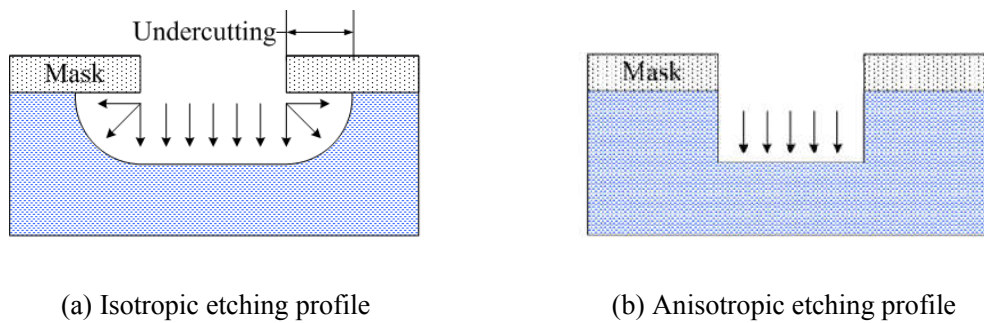 Undercutting
Mask
Mask
(a) Isotropic etching profile
(b) Anisotropic etching profile